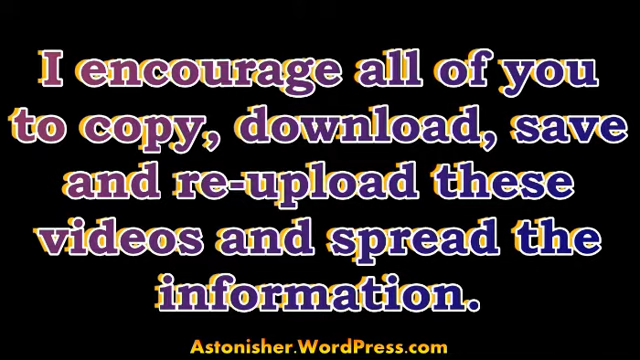 I encourage all of you
to copy, download, save
and re-upload these
videos and spread the
information.
Astonisher.WordPress.com